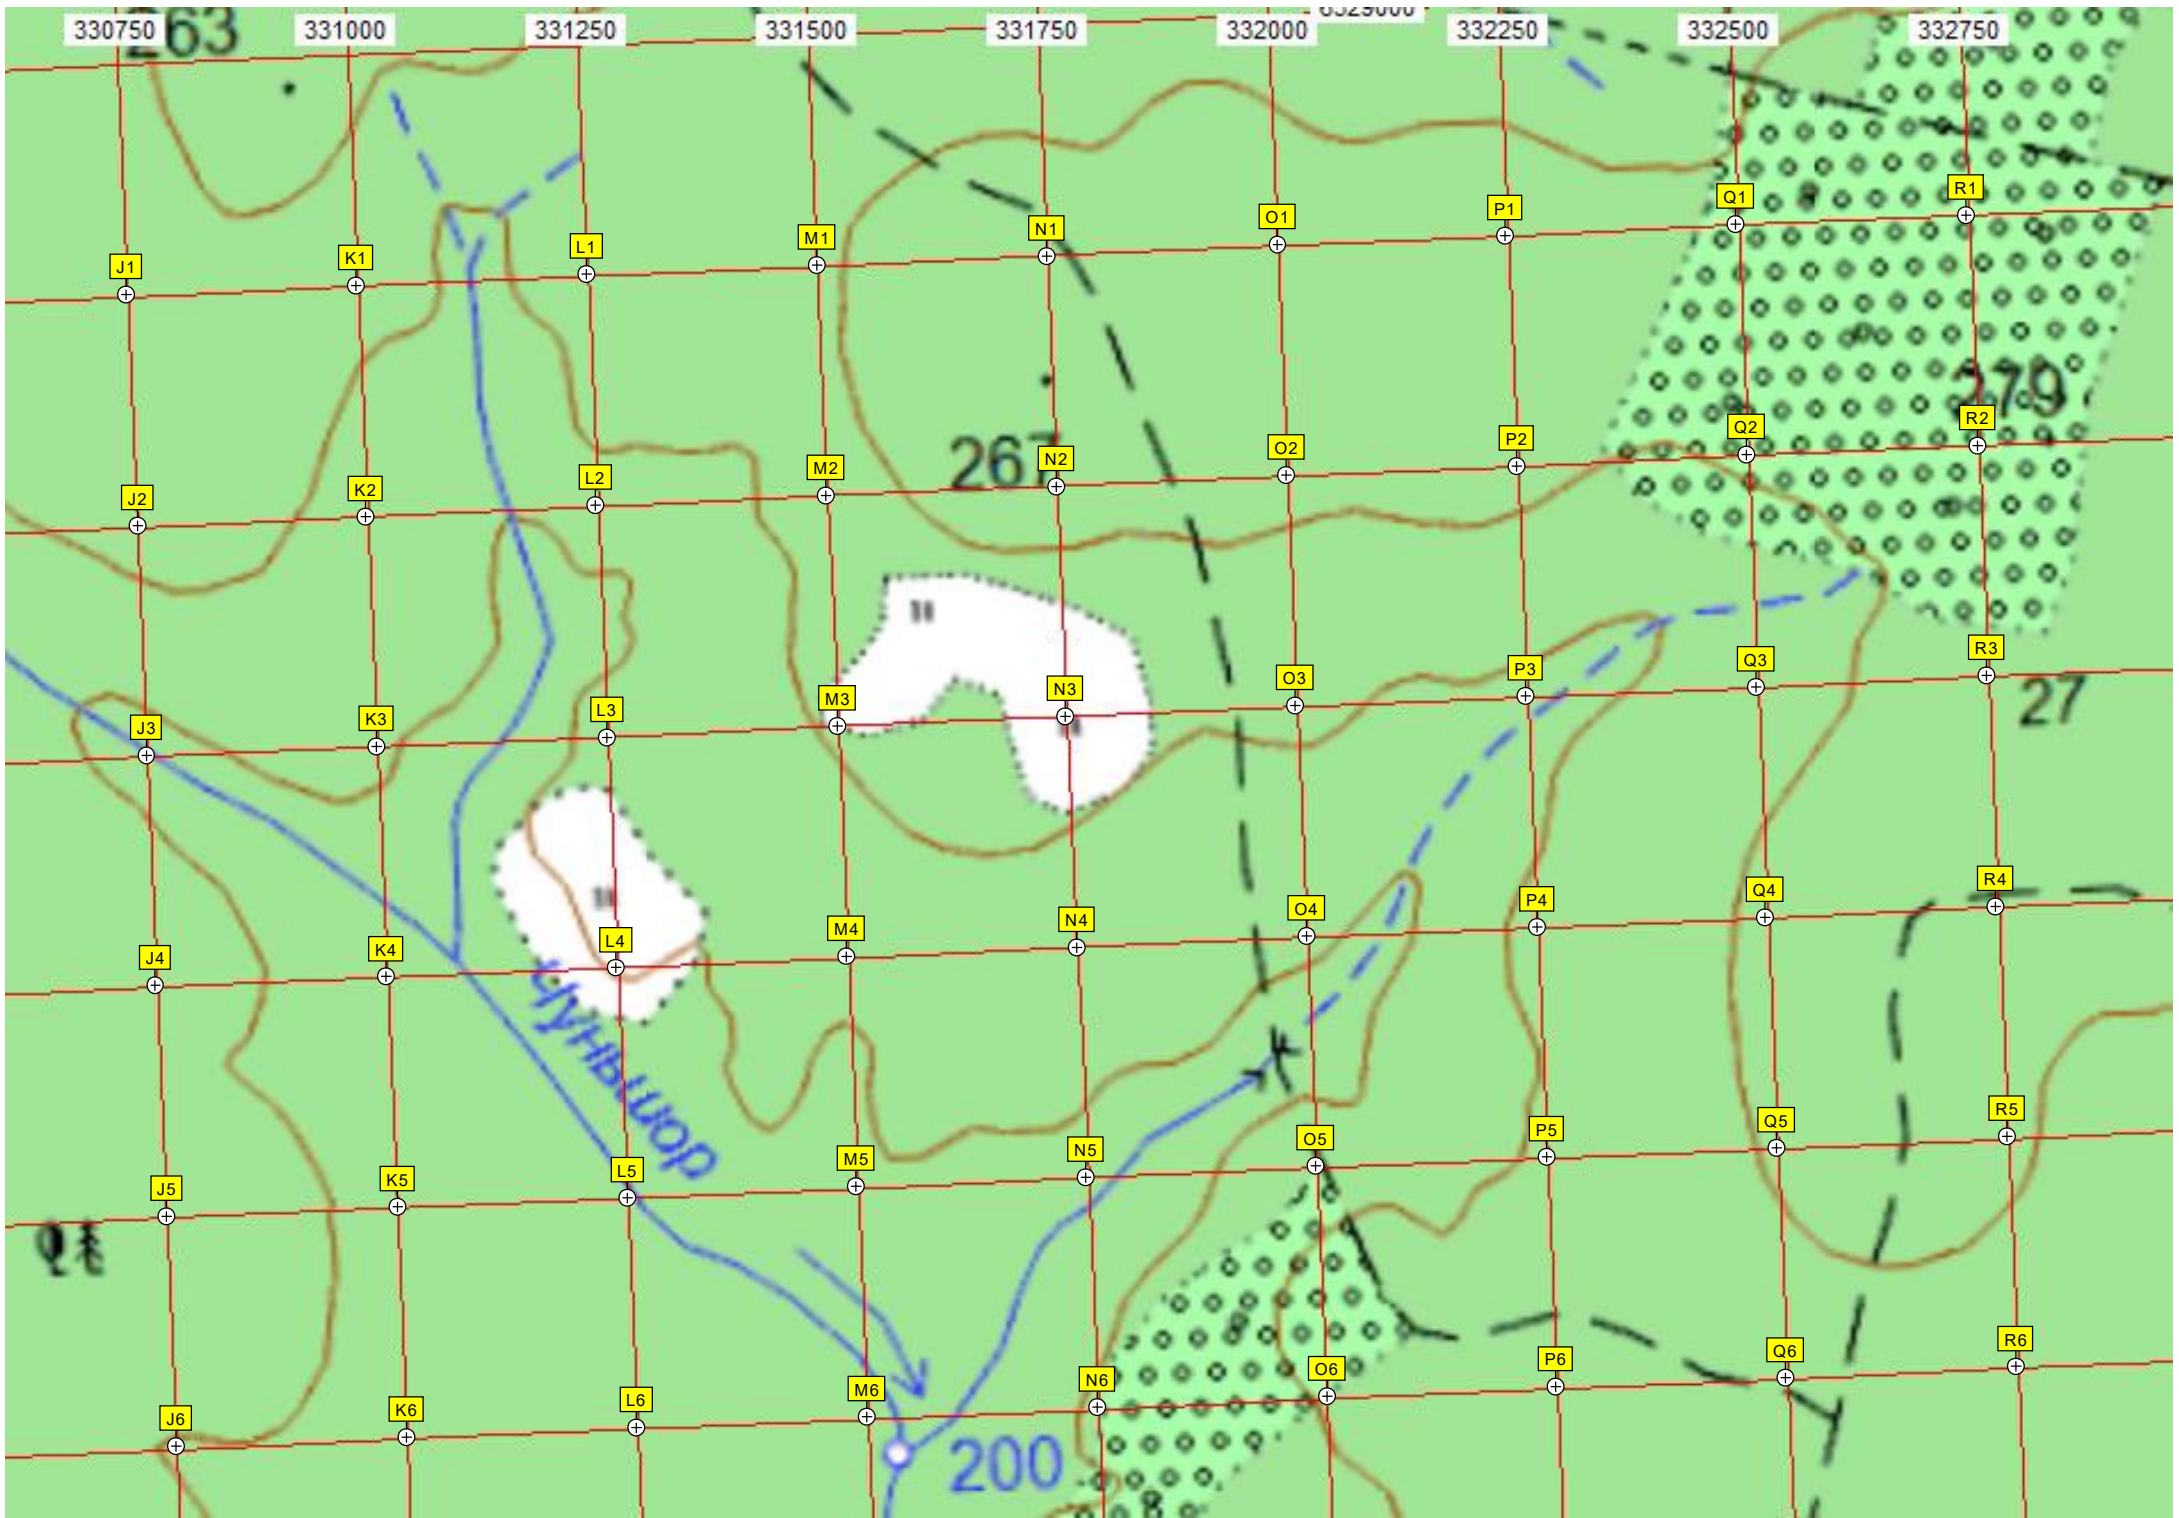 6529000
330750 331000 331250 331500 331750 332000 332250 332500 332750
263
J1 K1 L1 M1 N1 O1 P1 Q1 R1
279
267
J2 K2 L2 M2 N2 O2 P2 Q2 R2
J3 K3 L3 M3 N3 O3 P3 Q3 R3
27
J4 K4 L4 M4 N4 O4 P4 Q4 R4
Чуньшор
J5 K5 L5 M5 N5 O5 P5 Q5 R5
J6 K6 L6 M6 N6 O6 P6 Q6 R6
200
8